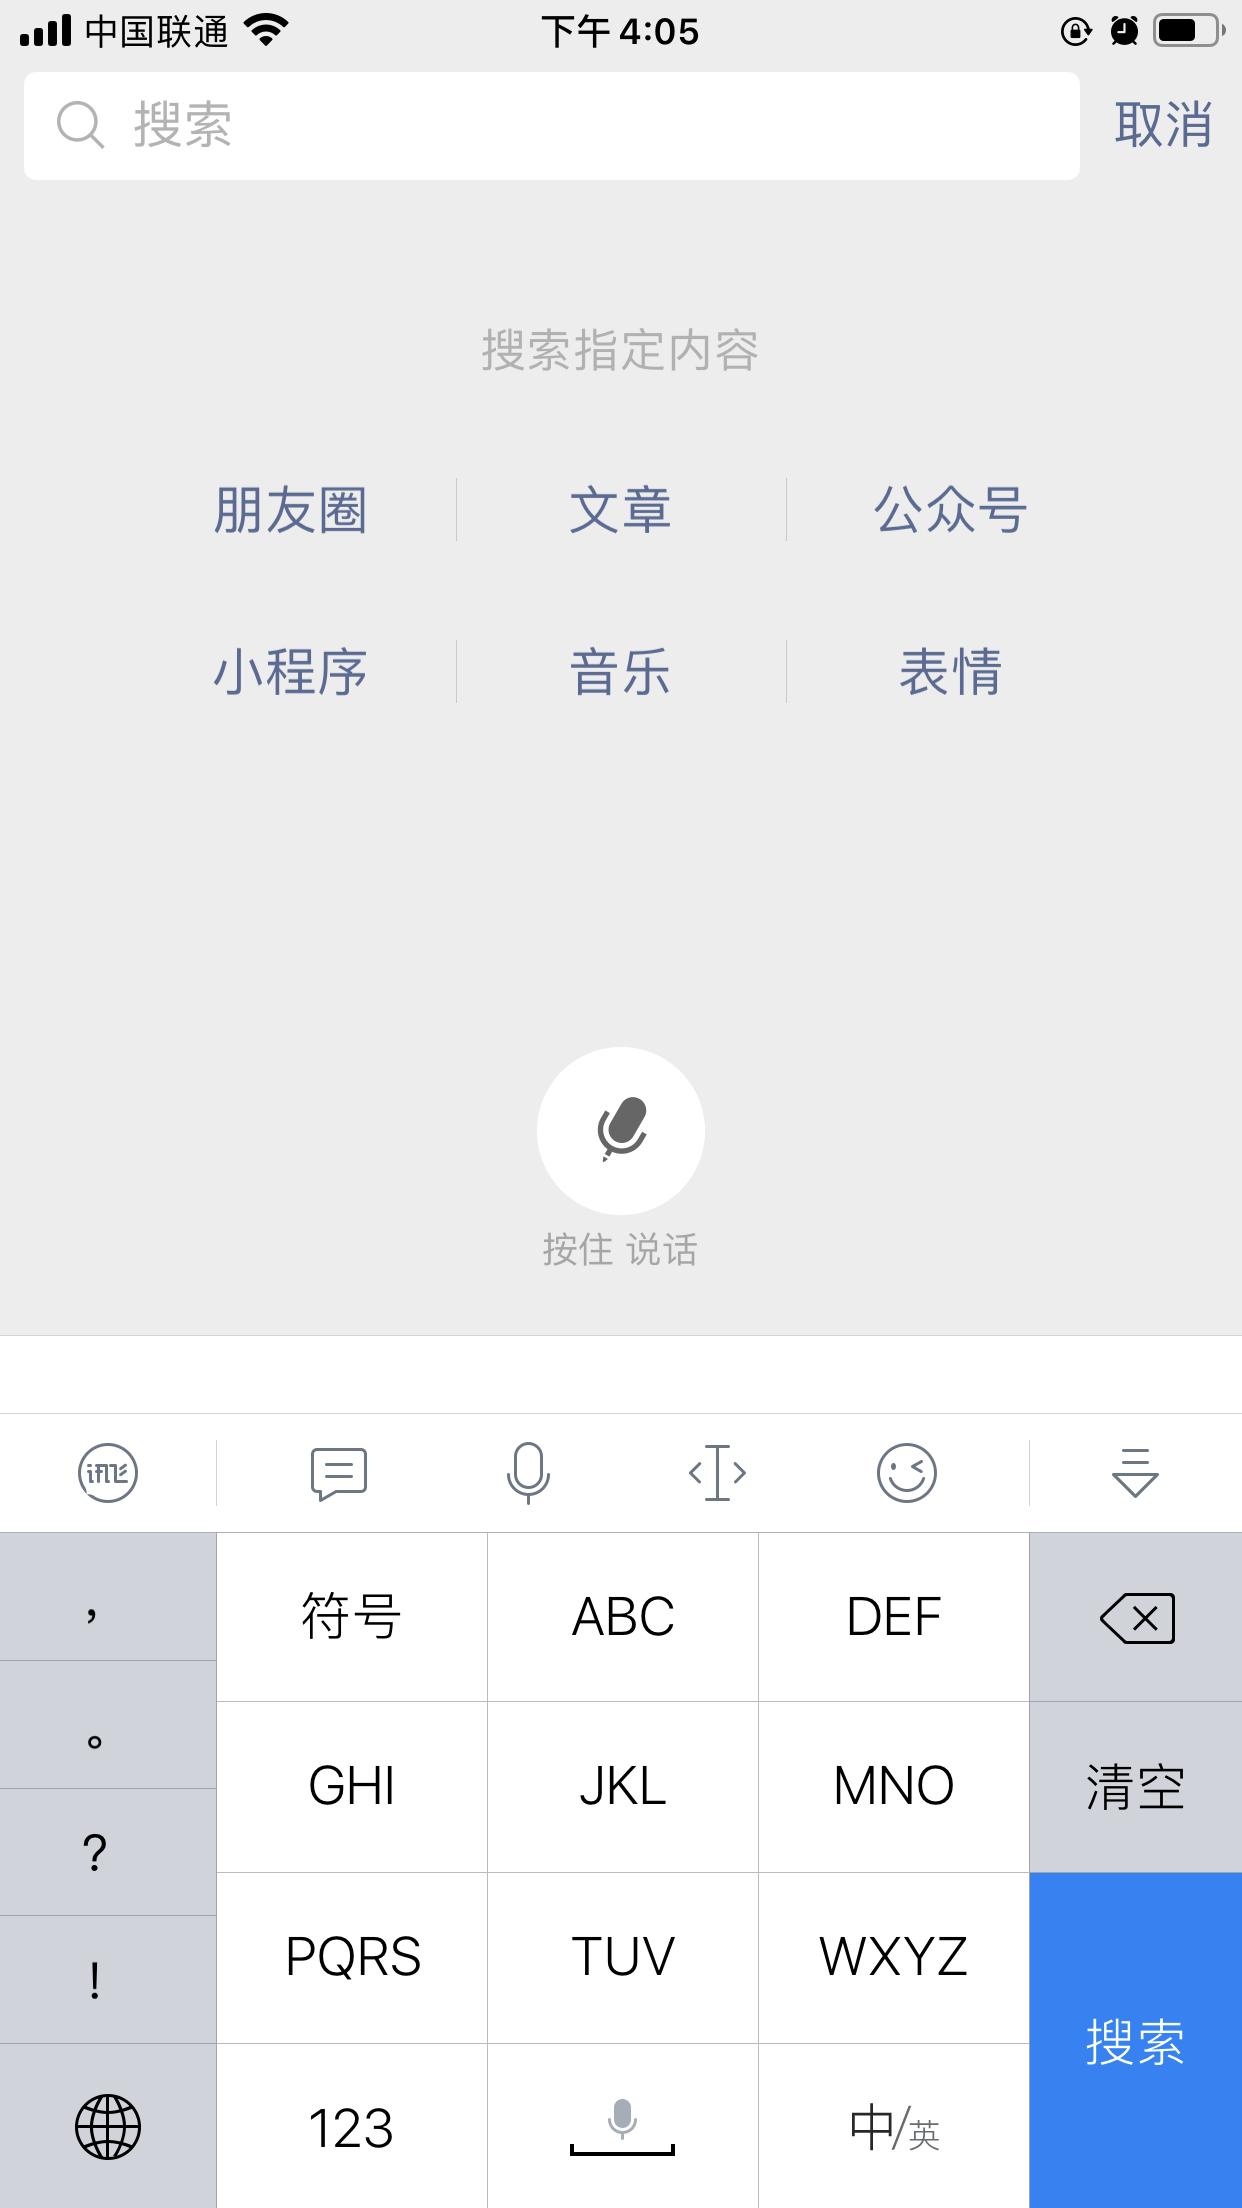 中国联通 下午 4:05
搜索 取消
搜索指定内容
朋友圈 文章 公众号
小程序 音乐 表情
按住 说话
， 符号 ABC DEF
。 GHI JKL MNO 清空
? PQRS TUV WXYZ
! 搜索
123 中/英